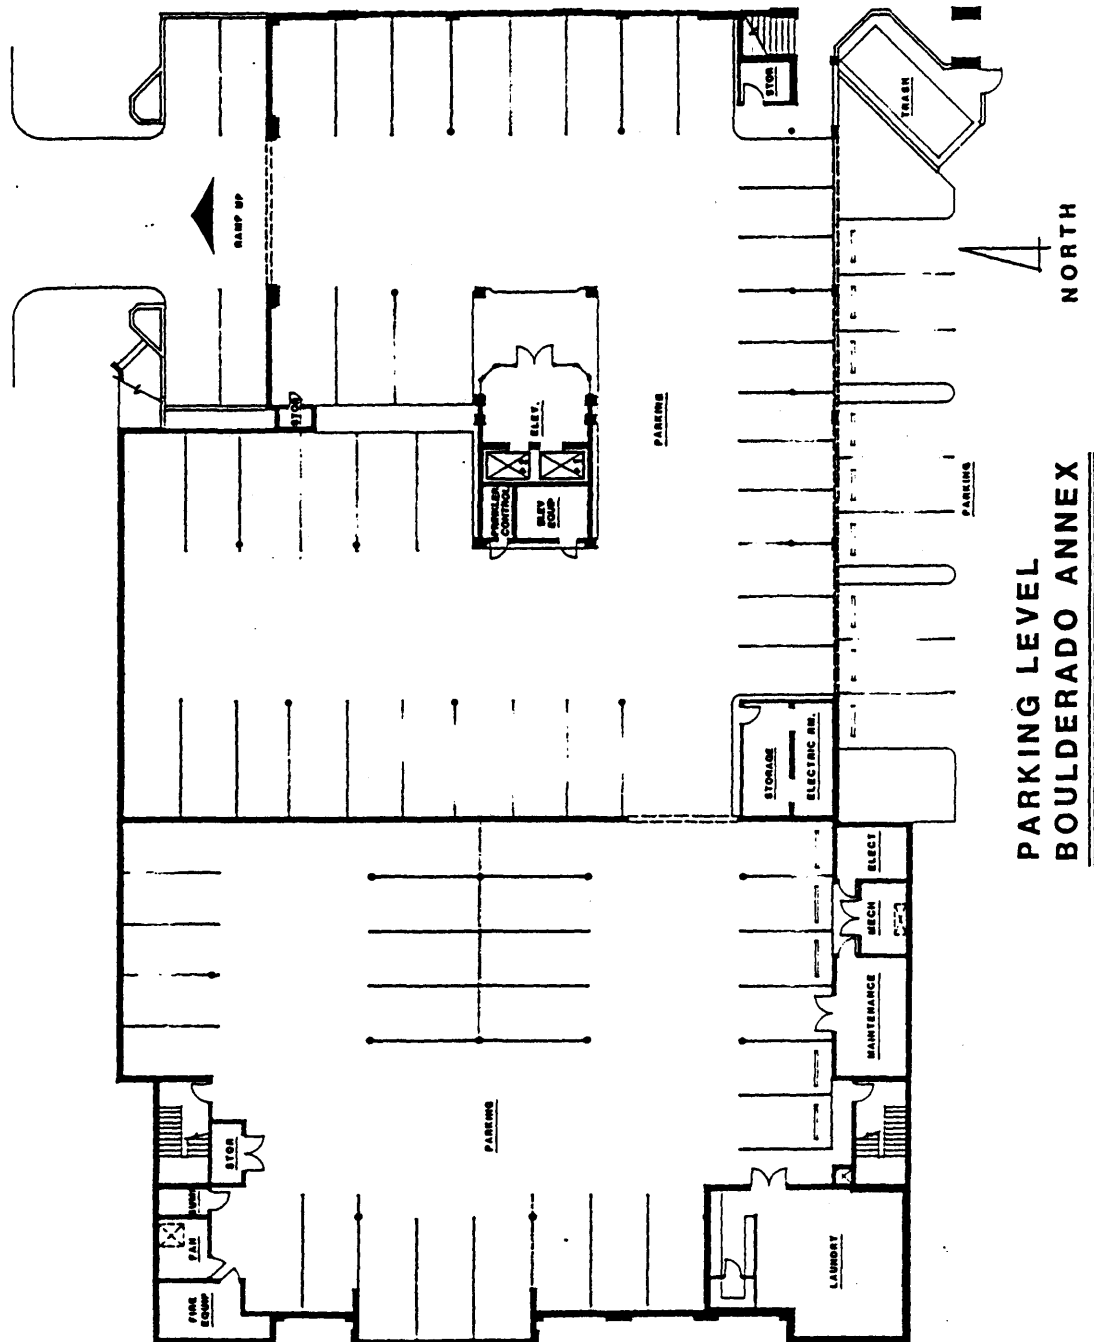 STOR
TRASH
RAMP UP
NORTH
STOR
ELEV.
PARKING
PARKING
SPRINKLER
CONTROL
ELEV
EQUIP
STORAGE
ELECTRIC RM.
PARKING LEVEL
BOULDERADO ANNEX
ELECT
MECH
MAINTENANCE
PARKING
STOR
FAN
FIRE
EQUIP
LAUNDRY